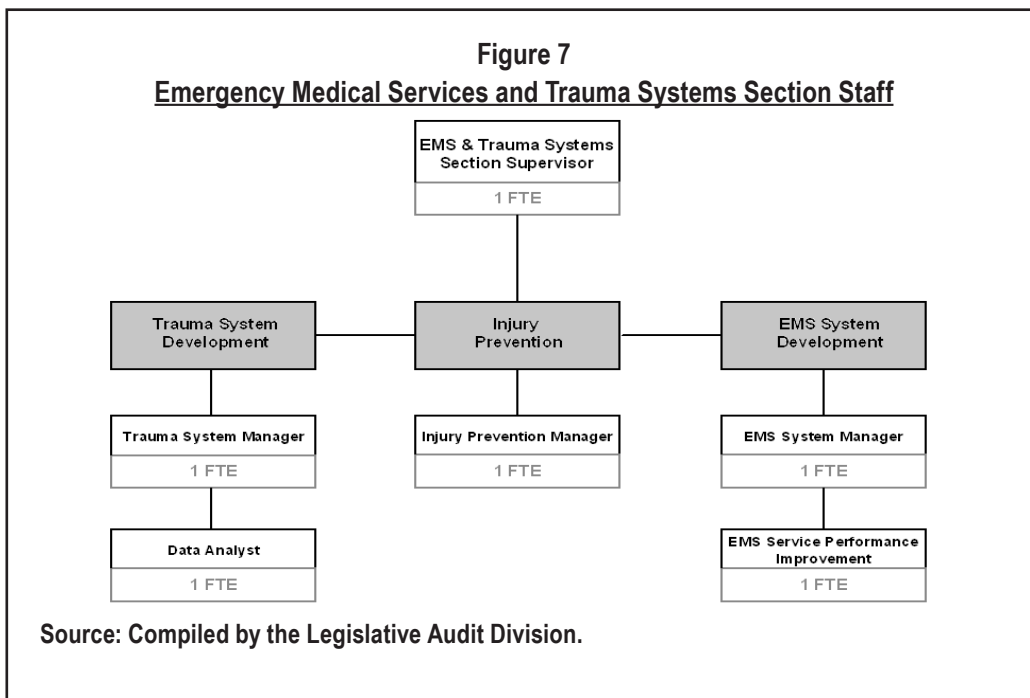 Figure 7
Emergency Medical Services and Trauma Systems Section Staff
EMS & Trauma Systems
Section Supervisor
1 FTE
Trauma System
Development
Injury
Prevention
EMS System
Development
Trauma System Manager
1 FTE
Injury Prevention Manager
1 FTE
EMS System Manager
1 FTE
Data Analyst
1 FTE
EMS Service Performance
Improvement
1 FTE
Source: Compiled by the Legislative Audit Division.